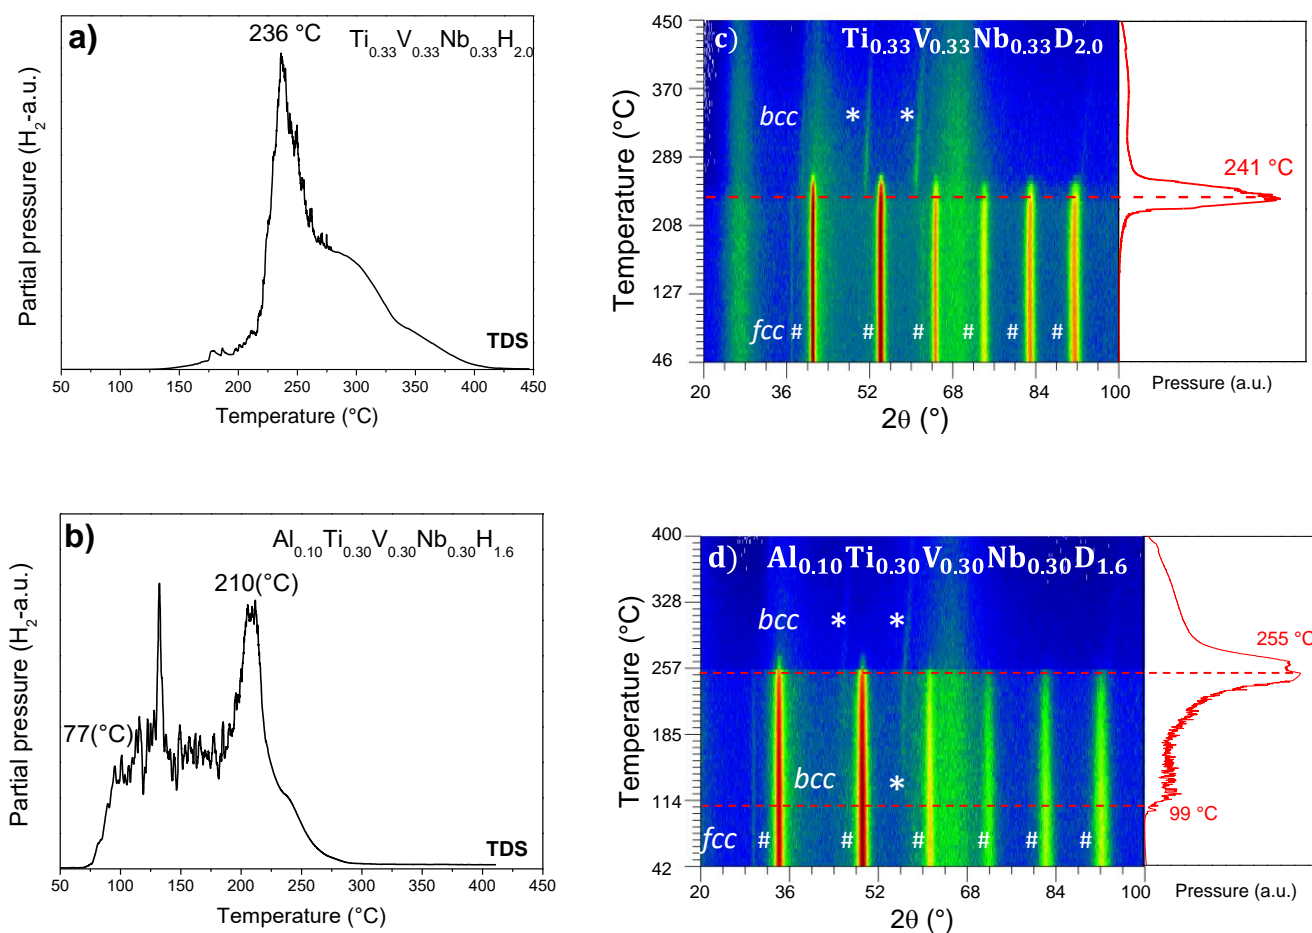 a)
236 °C
Ti0.33V0.33Nb0.33H2.0
Partial pressure (H2-a.u.)
TDS
50 100 150 200 250 300 350 400 450
Temperature (°C)
c)
Ti0.33V0.33Nb0.33D2.0
450
370
289
208
127
46
Temperature (°C)
bcc * *
fcc # # # # # #
241 °C
20 36 52 68 84 100
2θ (°)
Pressure (a.u.)
b)
Al0.10Ti0.30V0.30Nb0.30H1.6
210(°C)
77(°C)
Partial pressure (H2-a.u.)
TDS
50 100 150 200 250 300 350 400 450
Temperature (°C)
d)
Al0.10Ti0.30V0.30Nb0.30D1.6
400
328
257
185
114
42
Temperature (°C)
bcc * *
bcc *
fcc # # # # # #
255 °C
99 °C
20 36 52 68 84 100
2θ (°)
Pressure (a.u.)